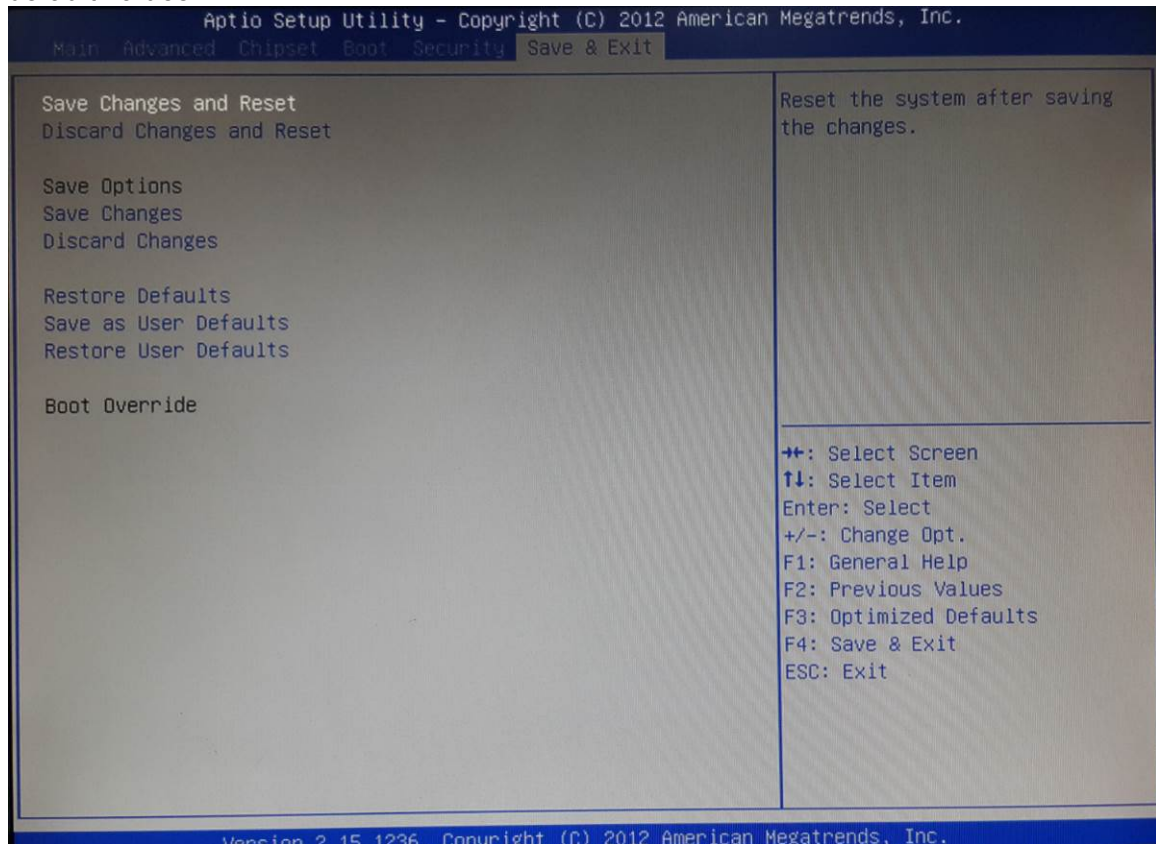 Aptio Setup Utility – Copyright (C) 2012 American Megatrends, Inc.
Main Advanced Chipset Boot Security Save & Exit
Save Changes and Reset
Discard Changes and Reset
Save Options
Save Changes
Discard Changes
Restore Defaults
Save as User Defaults
Restore User Defaults
Boot Override
Reset the system after saving
the changes.
→←: Select Screen
↑↓: Select Item
Enter: Select
+/-: Change Opt.
F1: General Help
F2: Previous Values
F3: Optimized Defaults
F4: Save & Exit
ESC: Exit
Version 2.15.1236. Copyright (C) 2012 American Megatrends, Inc.